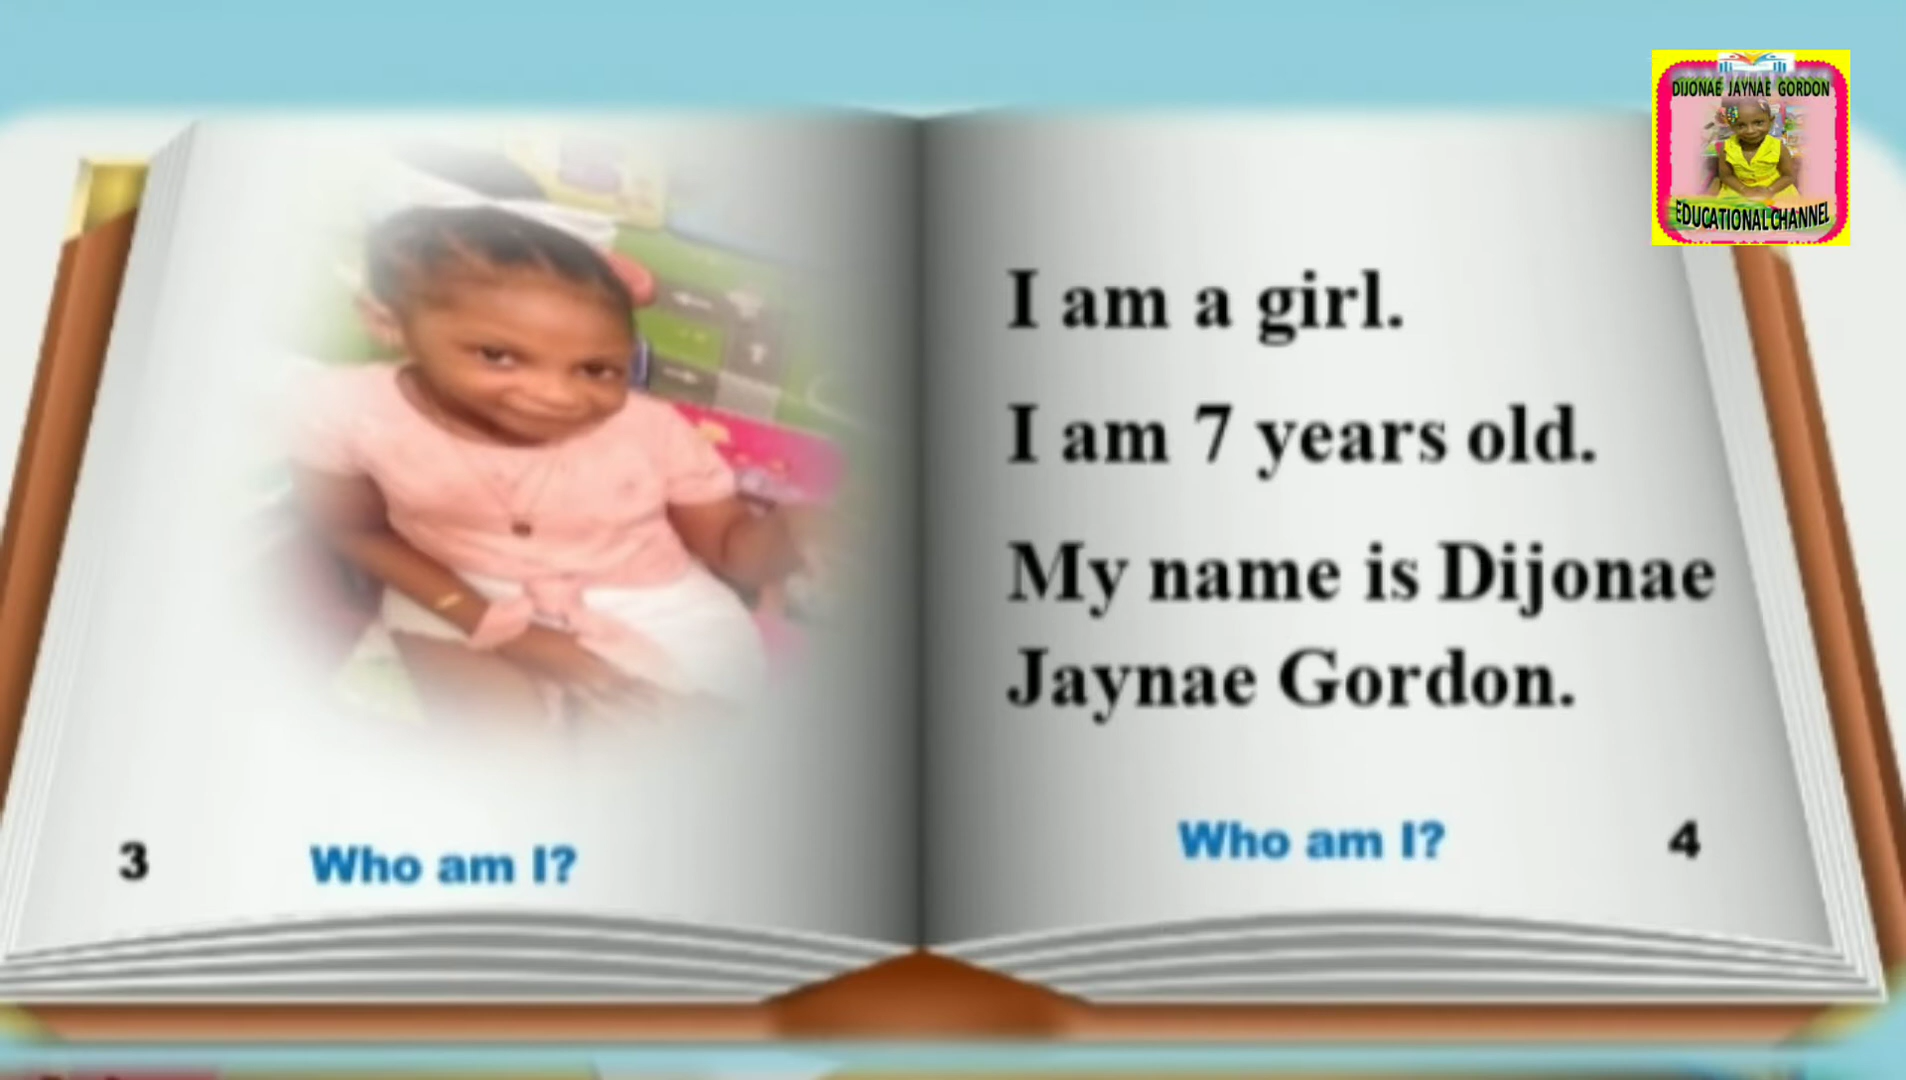 DIJONAE JAYNAE GORDON
EDUCATIONAL CHANNEL
I am a girl.
I am 7 years old.
My name is Dijonae
Jaynae Gordon.
3
Who am I?
Who am I?
4